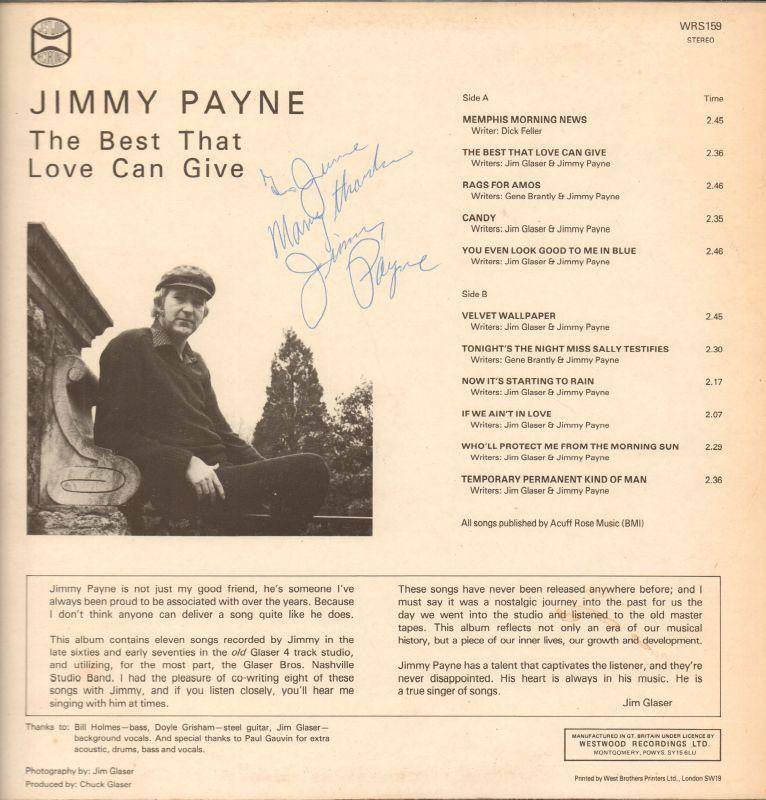 WRS159
STEREO
JIMMY PAYNE
The Best That
Love Can Give
To June
Many thanks
Jimmy
Payne
Side A Time
MEMPHIS MORNING NEWS 2.45
Writer: Dick Feller
THE BEST THAT LOVE CAN GIVE 2.36
Writers: Jim Glaser & Jimmy Payne
RAGS FOR AMOS 2.46
Writers: Gene Brantly & Jimmy Payne
CANDY 2.35
Writers: Jim Glaser & Jimmy Payne
YOU EVEN LOOK GOOD TO ME IN BLUE 2.46
Writers: Jim Glaser & Jimmy Payne
Side B
VELVET WALLPAPER 2.45
Writers: Jim Glaser & Jimmy Payne
TONIGHT'S THE NIGHT MISS SALLY TESTIFIES 2.30
Writers: Gene Brantly & Jimmy Payne
NOW IT'S STARTING TO RAIN 2.17
Writers: Jim Glaser & Jimmy Payne
IF WE AIN'T IN LOVE 2.07
Writers: Jim Glaser & Jimmy Payne
WHO'LL PROTECT ME FROM THE MORNING SUN 2.29
Writers: Jim Glaser & Jimmy Payne
TEMPORARY PERMANENT KIND OF MAN 2.36
Writers: Jim Glaser & Jimmy Payne
All songs published by Acuff Rose Music (BMI)
Jimmy Payne is not just my good friend, he's someone I've
always been proud to be associated with over the years. Because
I don't think anyone can deliver a song quite like he does.
This album contains eleven songs recorded by Jimmy in the
late sixties and early seventies in the old Glaser 4 track studio,
and utilizing, for the most part, the Glaser Bros. Nashville
Studio Band. I had the pleasure of co-writing eight of these
songs with Jimmy, and if you listen closely, you'll hear me
singing with him at times.
These songs have never been released anywhere before; and I
must say it was a nostalgic journey into the past for us the
day we went into the studio and listened to the old master
tapes. This album reflects not only an era of our musical
history, but a piece of our inner lives, our growth and development.
Jimmy Payne has a talent that captivates the listener, and they're
never disappointed. His heart is always in his music. He is
a true singer of songs.
Jim Glaser
Thanks to: Bill Holmes—bass, Doyle Grisham—steel guitar, Jim Glaser—
background vocals. And special thanks to Paul Gauvin for extra
acoustic, drums, bass and vocals.
Photography by: Jim Glaser
Produced by: Chuck Glaser
MANUFACTURED IN GT. BRITAIN UNDER LICENCE BY
WESTWOOD RECORDINGS LTD.
MONTGOMERY, POWYS. SY15 6LU
Printed by West Brothers Printers Ltd., London SW19